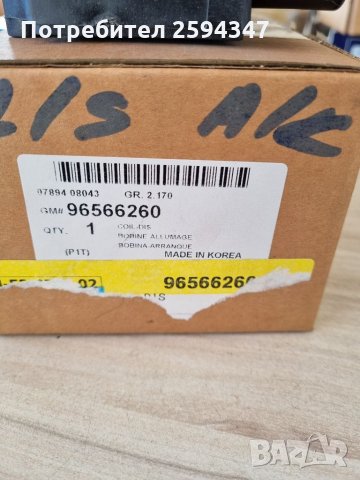 Потребител 2594347
A/C
07894 08043 GR. 2.170
GM# 96566260
QTY. 1 COIL-DIS
BOBINE ALLUMAGE
BOBINA-ARRANQUE
(P1T) MADE IN KOREA
96566260
DIS
BAZAR